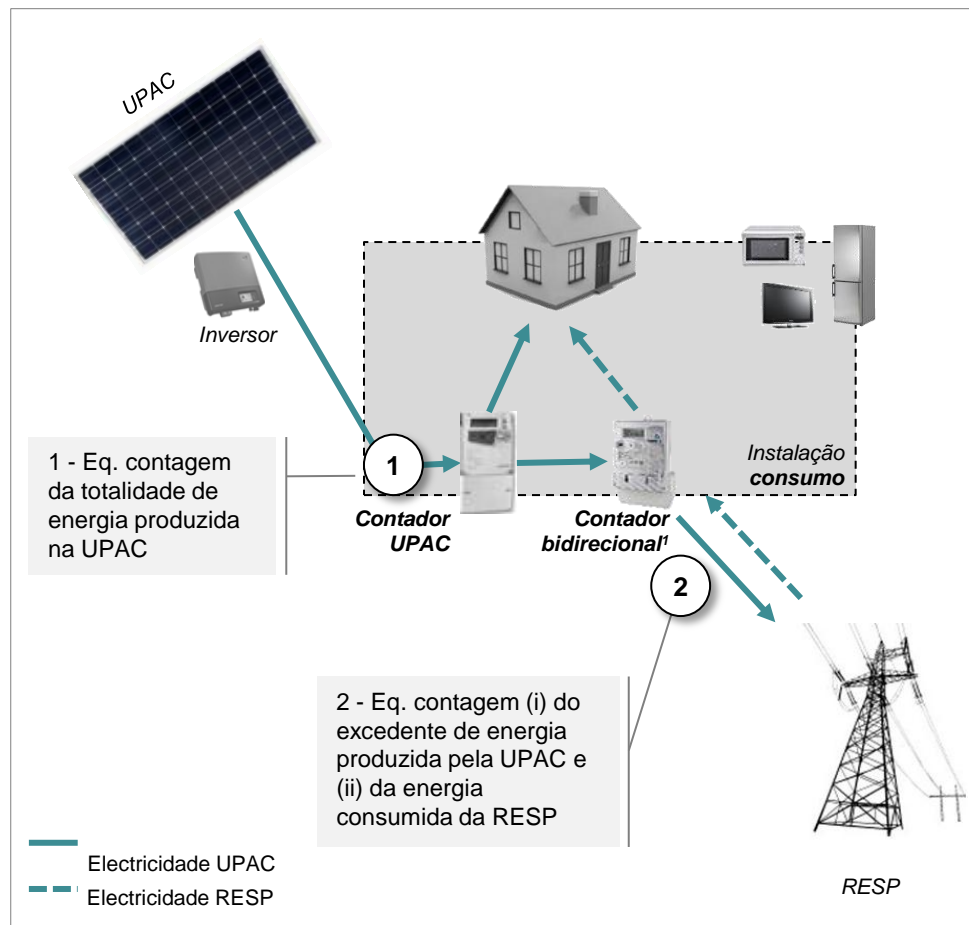 UPAC
Inversor
1 - Eq. contagem
da totalidade de
energia produzida
na UPAC
1
Contador
UPAC
Contador
bidirecional¹
Instalação
consumo
2
2 - Eq. contagem (i) do
excedente de energia
produzida pela UPAC e
(ii) da energia
consumida da RESP
RESP
Electricidade UPAC
Electricidade RESP